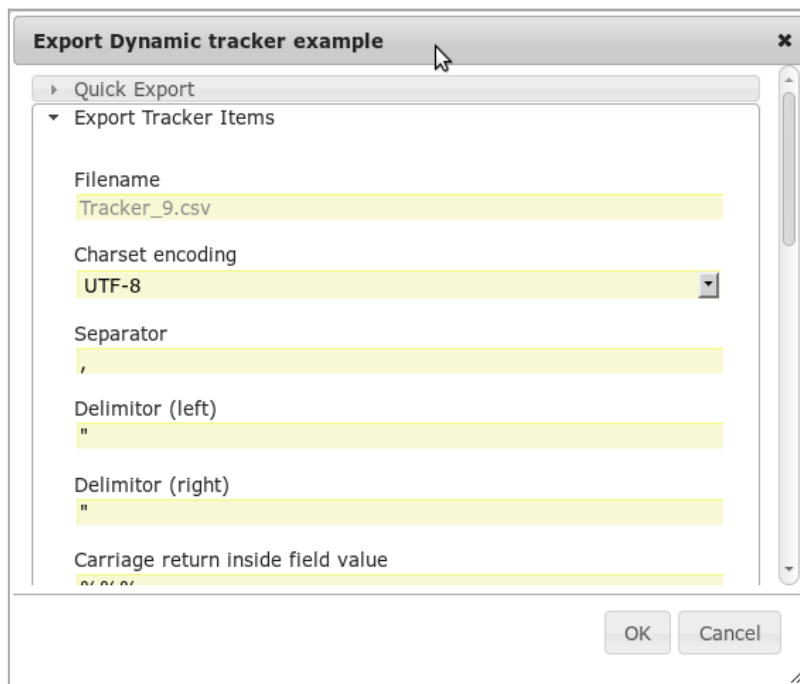 Export Dynamic tracker example
Quick Export
Export Tracker Items
Filename
Tracker_9.csv
Charset encoding
UTF-8
Separator
,
Delimitor (left)
"
Delimitor (right)
"
Carriage return inside field value
%%%
OK Cancel